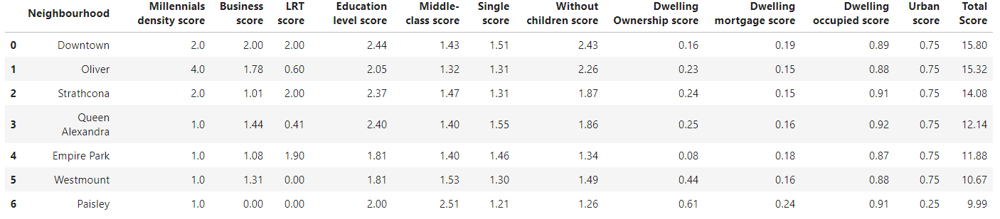 Neighbourhood Millennials density score Business score LRT score Education level score Middle-class score Single score Without children score Dwelling Ownership score Dwelling mortgage score Dwelling occupied score Urban score Total Score
0 Downtown 2.0 2.00 2.00 2.44 1.43 1.51 2.43 0.16 0.19 0.89 0.75 15.80
1 Oliver 4.0 1.78 0.60 2.05 1.32 1.31 2.26 0.23 0.15 0.88 0.75 15.32
2 Strathcona 2.0 1.01 2.00 2.37 1.47 1.31 1.87 0.24 0.15 0.91 0.75 14.08
3 Queen Alexandra 1.0 1.44 0.41 2.40 1.40 1.55 1.86 0.25 0.16 0.92 0.75 12.14
4 Empire Park 1.0 1.08 1.90 1.81 1.40 1.46 1.34 0.08 0.18 0.87 0.75 11.88
5 Westmount 1.0 1.31 0.00 1.81 1.53 1.30 1.49 0.44 0.16 0.88 0.75 10.67
6 Paisley 1.0 0.00 0.00 2.00 2.51 1.21 1.26 0.61 0.24 0.91 0.25 9.99